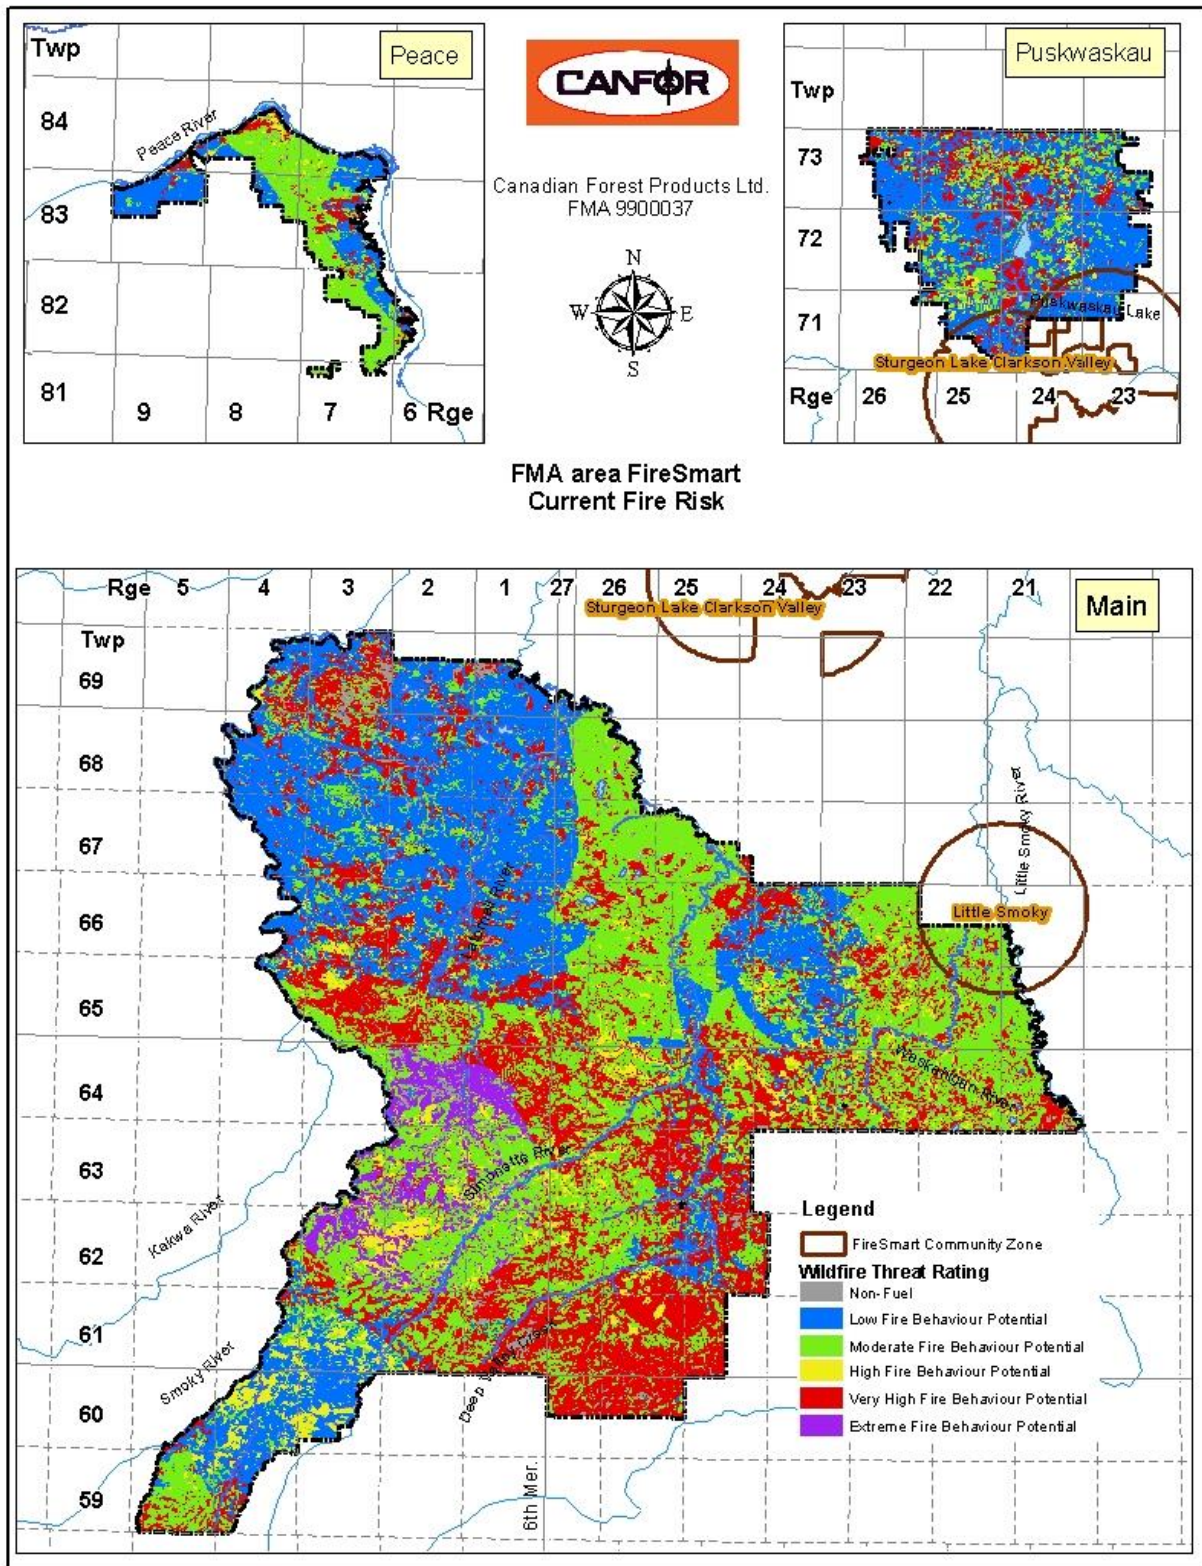 Twp
Peace
84
Peace River
83
82
81
9 8 7 6 Rge
CANFOR
Canadian Forest Products Ltd.
FMA 9900037
N
W E
S
Puskwaskau
Twp
73
72
71
Puskwaskau Lake
Sturgeon Lake Clarkson Valley
Rge 26 25 24 23
FMA area FireSmart
Current Fire Risk
Rge 5 4 3 2 1 27 26 25 24 23 22 21
Main
Sturgeon Lake Clarkson Valley
Twp
69
68
67
66
65
64
63
62
61
60
59
Little Smoky River
Little Smoky
Latornell River
Waskahigan River
Simonette River
Kakwa River
Smoky River
Deep Valley Creek
6th Mer.
Legend
FireSmart Community Zone
Wildfire Threat Rating
Non-Fuel
Low Fire Behaviour Potential
Moderate Fire Behaviour Potential
High Fire Behaviour Potential
Very High Fire Behaviour Potential
Extreme Fire Behaviour Potential